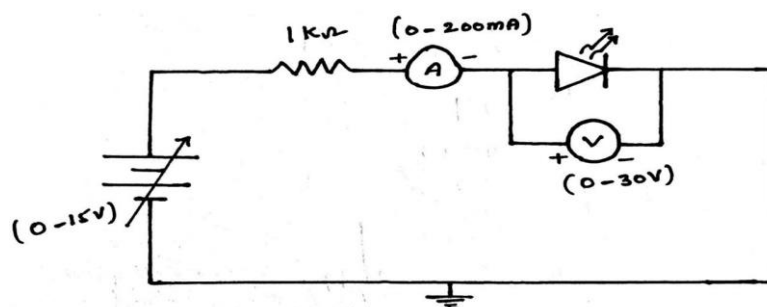 1KΩ
(0-200mA)
+ A -
+ V -
(0-30V)
(0-15V)